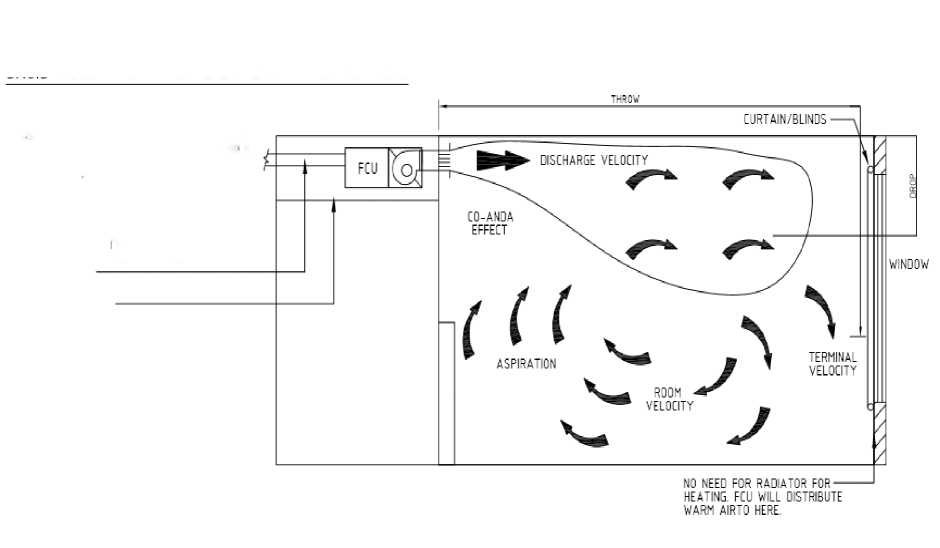 THROW
CURTAIN/BLINDS
FCU
DISCHARGE VELOCITY
DROP
CO-ANDA
EFFECT
WINDOW
ASPIRATION
TERMINAL
VELOCITY
ROOM
VELOCITY
NO NEED FOR RADIATOR FOR
HEATING. FCU WILL DISTRIBUTE
WARM AIRTO HERE.